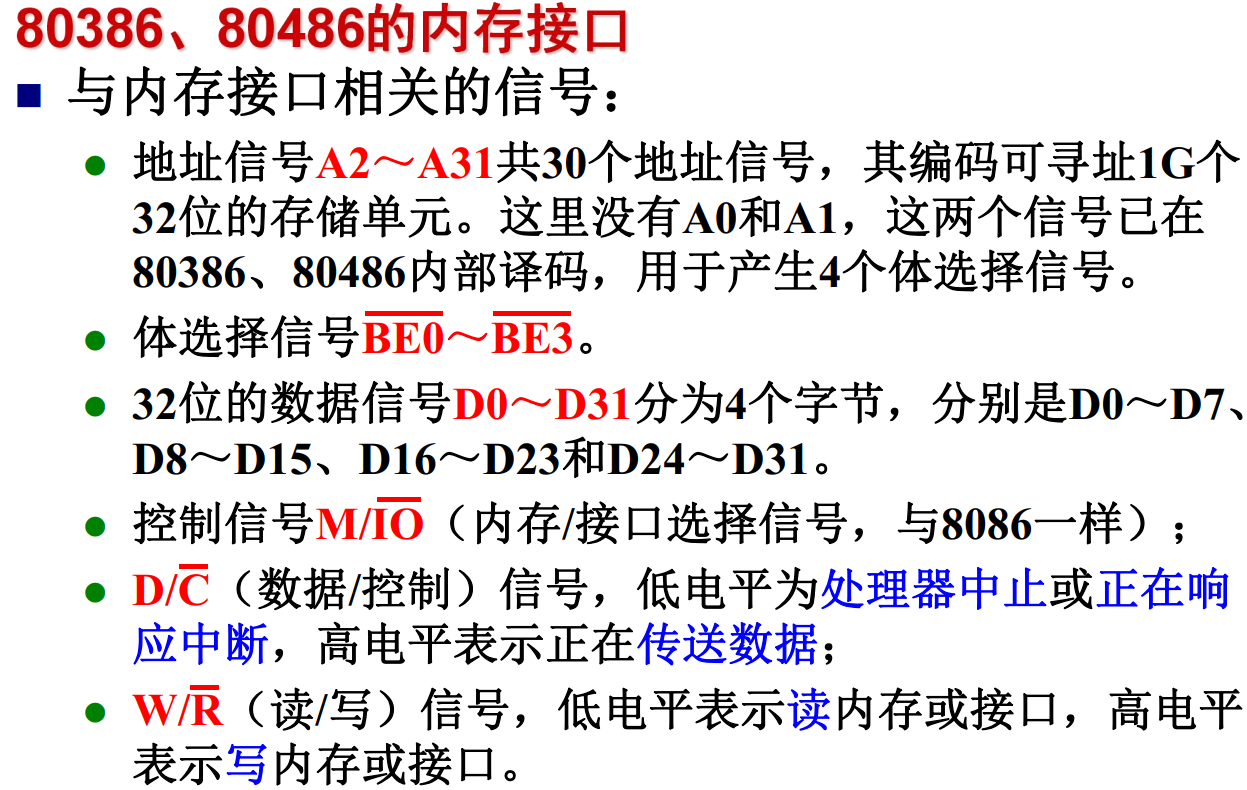 80386、80486的内存接口
■ 与内存接口相关的信号：
● 地址信号A2～A31共30个地址信号，其编码可寻址1G个
32位的存储单元。这里没有A0和A1，这两个信号已在
80386、80486内部译码，用于产生4个体选择信号。
● 体选择信号B̅E̅0̅～B̅E̅3̅。
● 32位的数据信号D0～D31分为4个字节，分别是D0～D7、
D8～D15、D16～D23和D24～D31。
● 控制信号M/I̅O̅（内存/接口选择信号，与8086一样）；
● D/C̅（数据/控制）信号，低电平为处理器中止或正在响
应中断，高电平表示正在传送数据；
● W/R̅（读/写）信号，低电平表示读内存或接口，高电平
表示写内存或接口。